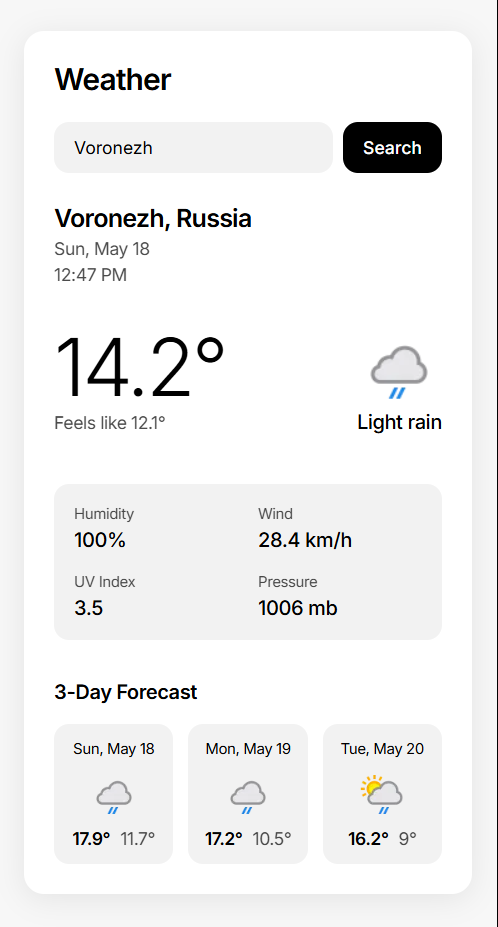 Weather
Voronezh Search
Voronezh, Russia
Sun, May 18
12:47 PM
14.2°
Feels like 12.1°
Light rain
Humidity Wind
100% 28.4 km/h
UV Index Pressure
3.5 1006 mb
3-Day Forecast
Sun, May 18 Mon, May 19 Tue, May 20
17.9° 11.7° 17.2° 10.5° 16.2° 9°